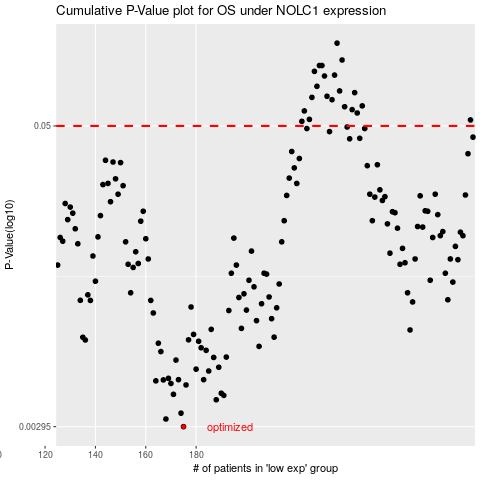 Cumulative P-Value plot for OS under NOLC1 expression
0.05
P-Value(log10)
optimized
0.00295
0 120 140 160 180
# of patients in 'low exp' group